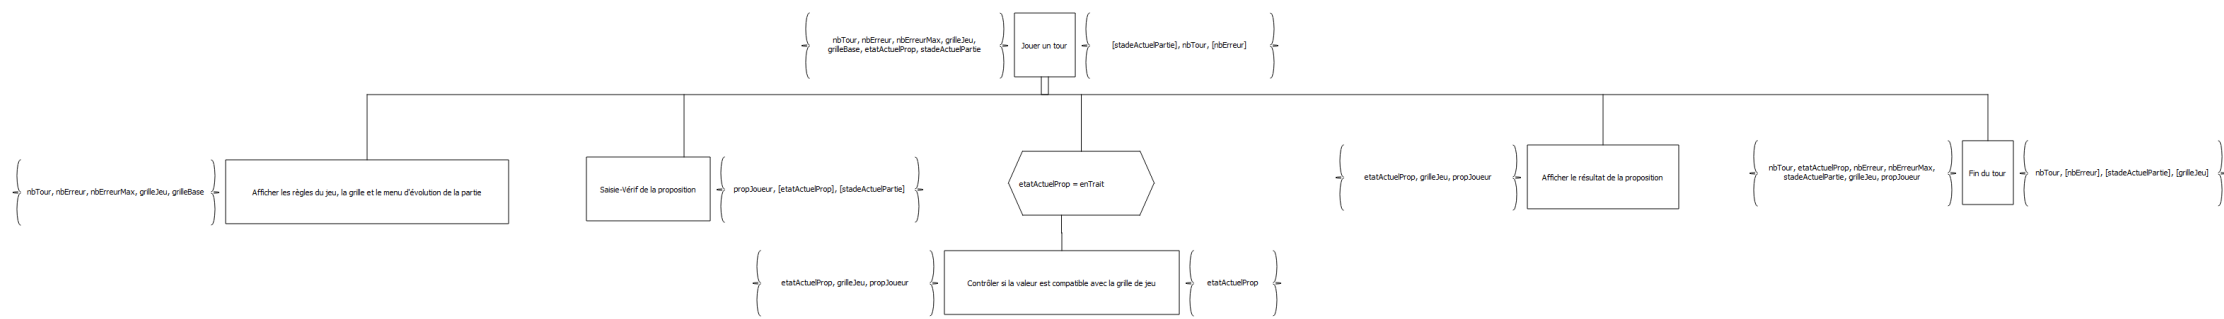 nbTour, nbErreur, nbErreurMax, grilleJeu,
grilleBase, etatActuelProp, stadeActuelPartie
Jouer un tour
[stadeActuelPartie], nbTour, [nbErreur]
nbTour, nbErreur, nbErreurMax, grilleJeu, grilleBase
Afficher les règles du jeu, la grille et le menu d'évolution de la partie
Saisie-Vérif de la proposition
propJoueur, [etatActuelProp], [stadeActuelPartie]
etatActuelProp = enTrait
etatActuelProp, grilleJeu, propJoueur
Afficher le résultat de la proposition
nbTour, etatActuelProp, nbErreur, nbErreurMax,
stadeActuelPartie, grilleJeu, propJoueur
Fin du tour
nbTour, [nbErreur], [stadeActuelPartie], [grilleJeu]
etatActuelProp, grilleJeu, propJoueur
Contrôler si la valeur est compatible avec la grille de jeu
etatActuelProp